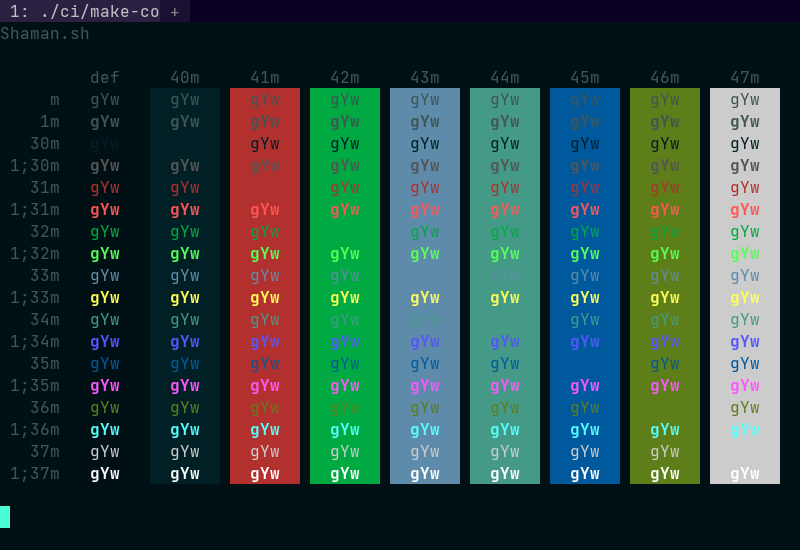 1: ./ci/make-co +
Shaman.sh
def 40m 41m 42m 43m 44m 45m 46m 47m
m gYw gYw gYw gYw gYw gYw gYw gYw gYw
1m gYw gYw gYw gYw gYw gYw gYw gYw gYw
30m gYw gYw gYw gYw gYw gYw gYw gYw
1;30m gYw gYw gYw gYw gYw gYw gYw gYw gYw
31m gYw gYw gYw gYw gYw gYw gYw gYw
1;31m gYw gYw gYw gYw gYw gYw gYw gYw gYw
32m gYw gYw gYw gYw gYw gYw gYw gYw
1;32m gYw gYw gYw gYw gYw gYw gYw gYw gYw
33m gYw gYw gYw gYw gYw gYw gYw gYw
1;33m gYw gYw gYw gYw gYw gYw gYw gYw gYw
34m gYw gYw gYw gYw gYw gYw gYw gYw
1;34m gYw gYw gYw gYw gYw gYw gYw gYw gYw
35m gYw gYw gYw gYw gYw gYw gYw gYw
1;35m gYw gYw gYw gYw gYw gYw gYw gYw gYw
36m gYw gYw gYw gYw gYw gYw gYw gYw
1;36m gYw gYw gYw gYw gYw gYw gYw gYw gYw
37m gYw gYw gYw gYw gYw gYw gYw gYw
1;37m gYw gYw gYw gYw gYw gYw gYw gYw gYw